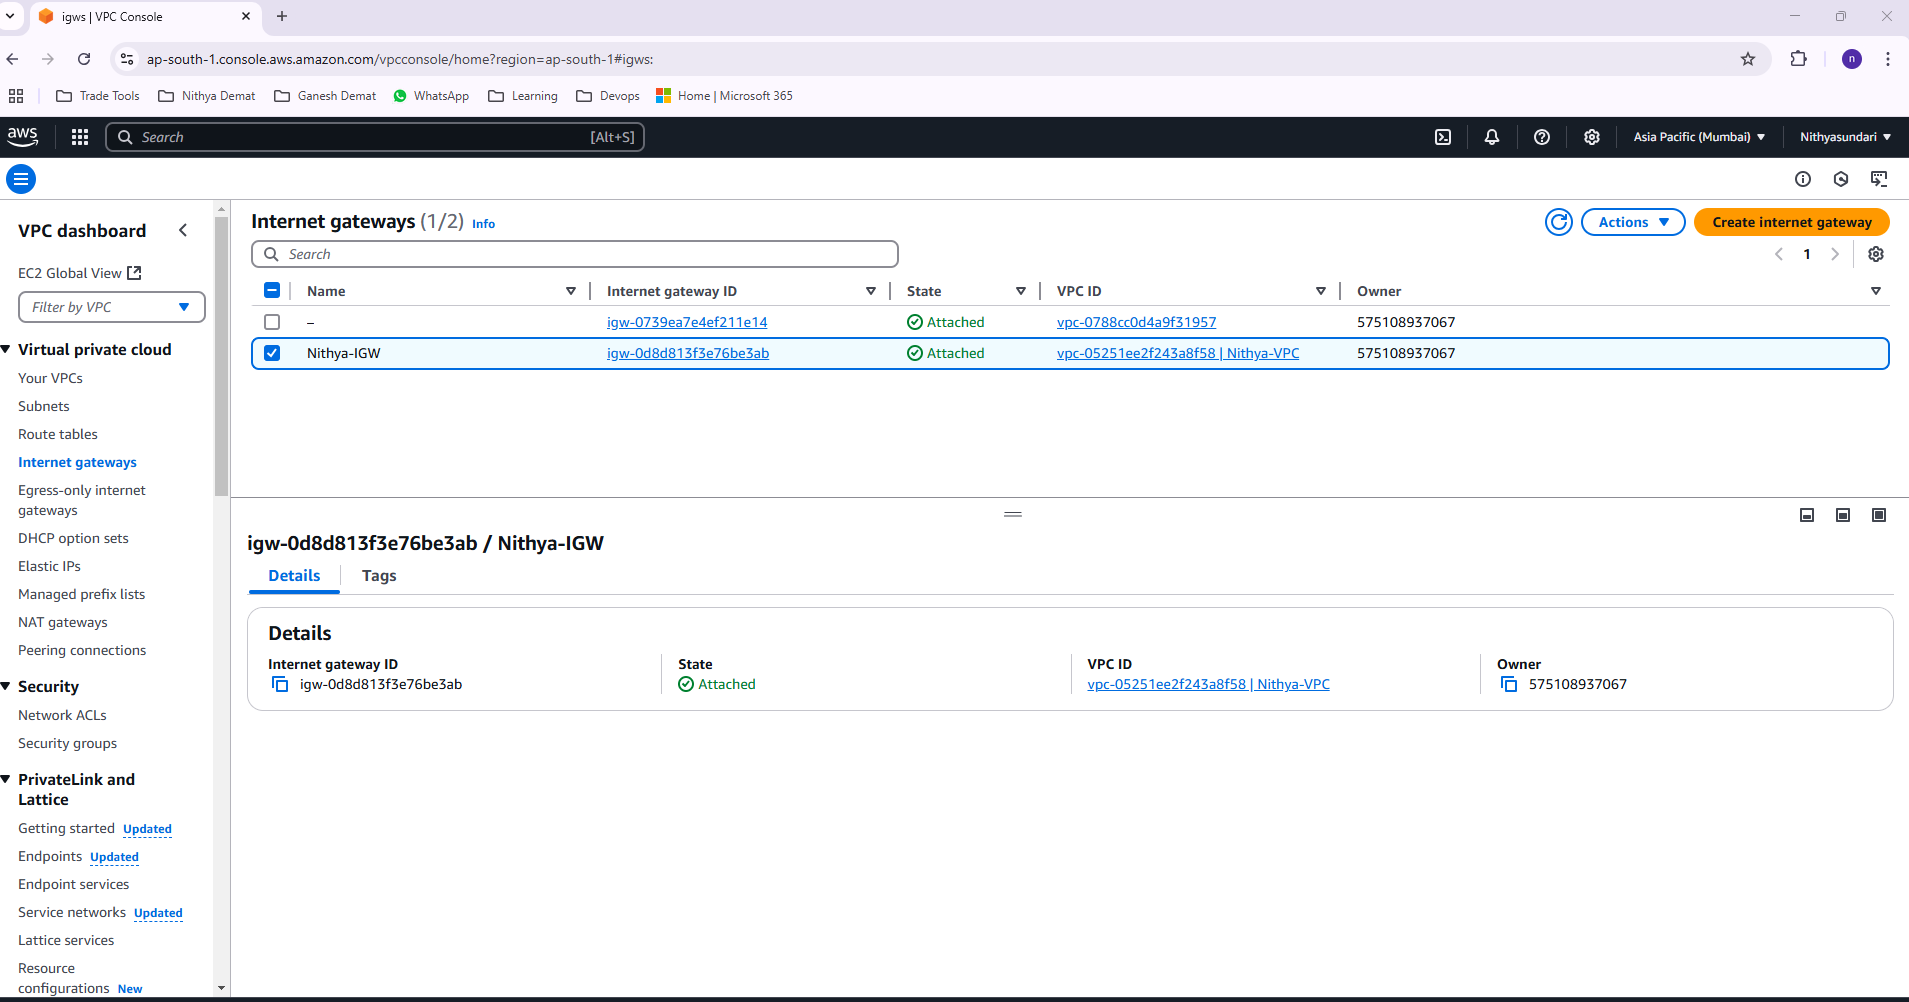 igws | VPC Console
ap-south-1.console.aws.amazon.com/vpcconsole/home?region=ap-south-1#igws:
n
Trade Tools Nithya Demat Ganesh Demat WhatsApp Learning Devops Home | Microsoft 365
aws Search [Alt+S] Asia Pacific (Mumbai) Nithyasundari
VPC dashboard
EC2 Global View
Filter by VPC
Virtual private cloud
Your VPCs
Subnets
Route tables
Internet gateways
Egress-only internet
gateways
DHCP option sets
Elastic IPs
Managed prefix lists
NAT gateways
Peering connections
Security
Network ACLs
Security groups
PrivateLink and
Lattice
Getting started Updated
Endpoints Updated
Endpoint services
Service networks Updated
Lattice services
Resource
configurations New
Internet gateways (1/2) Info
Actions Create internet gateway
Search
1
Name Internet gateway ID State VPC ID Owner
– igw-0739ea7e4ef211e14 Attached vpc-0788cc0d4a9f31957 575108937067
Nithya-IGW igw-0d8d813f3e76be3ab Attached vpc-05251ee2f243a8f58 | Nithya-VPC 575108937067
igw-0d8d813f3e76be3ab / Nithya-IGW
Details Tags
Details
Internet gateway ID State VPC ID Owner
igw-0d8d813f3e76be3ab Attached vpc-05251ee2f243a8f58 | Nithya-VPC 575108937067